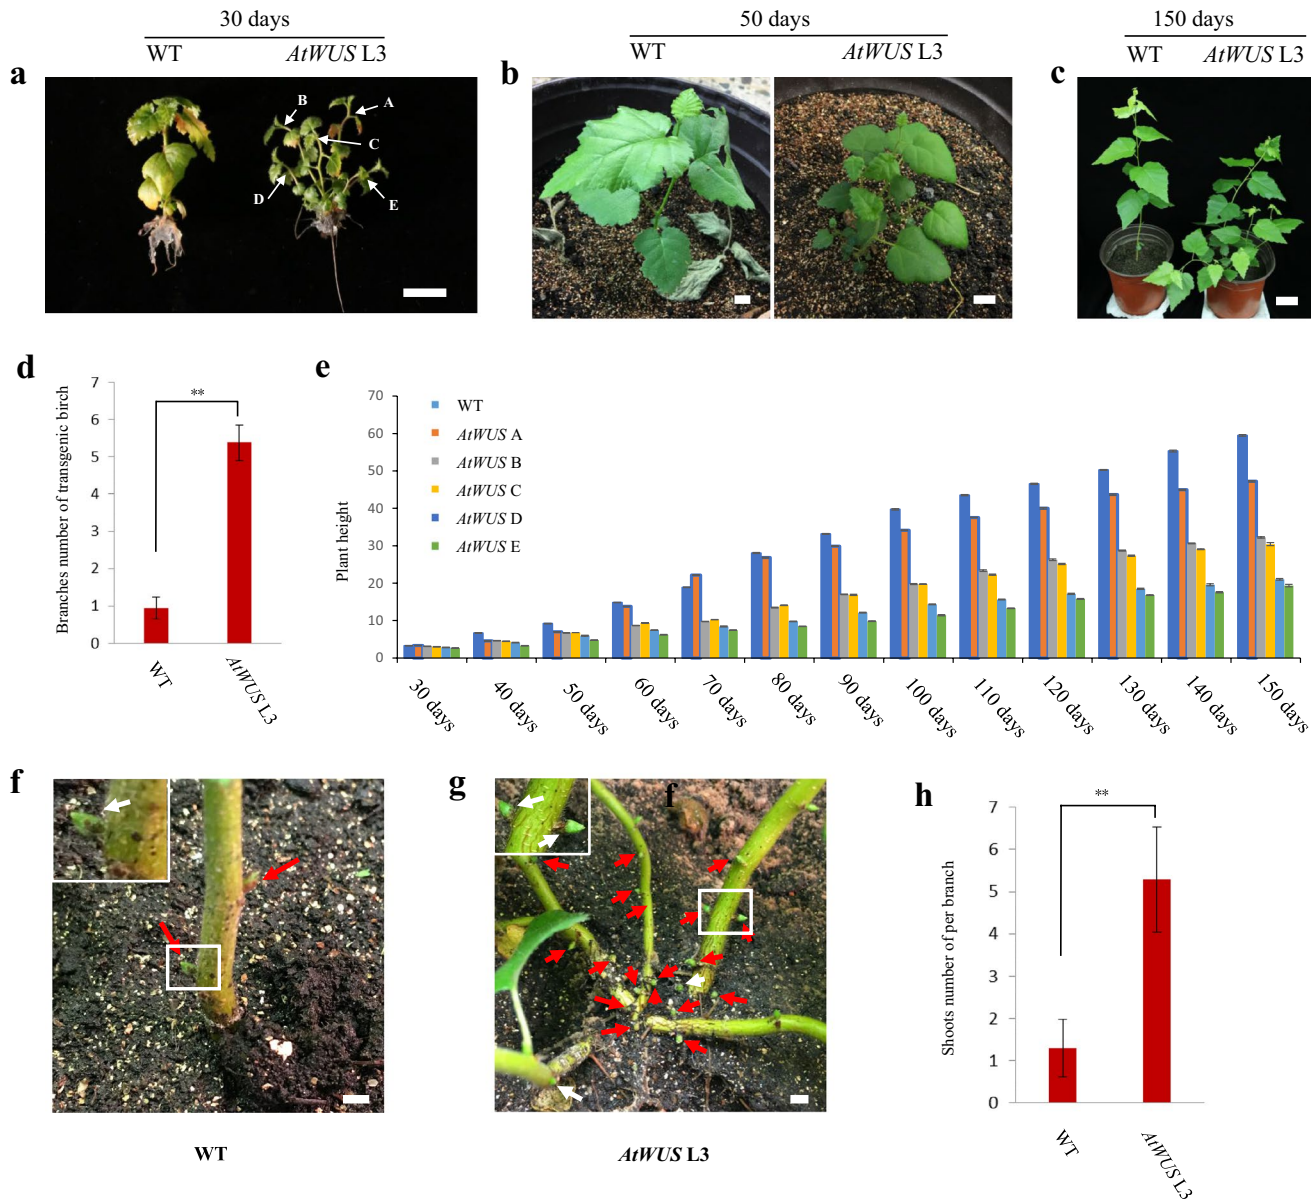 30 days
50 days
150 days
WT
AtWUS L3
WT
AtWUS L3
WT
AtWUS L3
a
b
c
A
B
C
D
E
d
Branches number of transgenic birch
7
6
5
4
3
2
1
0
**
WT
AtWUS L3
e
Plant height
70
60
50
40
30
20
10
0
WT
AtWUS A
AtWUS B
AtWUS C
AtWUS D
AtWUS E
30 days
40 days
50 days
60 days
70 days
80 days
90 days
100 days
110 days
120 days
130 days
140 days
150 days
f
WT
g
f
AtWUS L3
h
Shoots number of per branch
7
6
5
4
3
2
1
0
**
WT
AtWUS L3